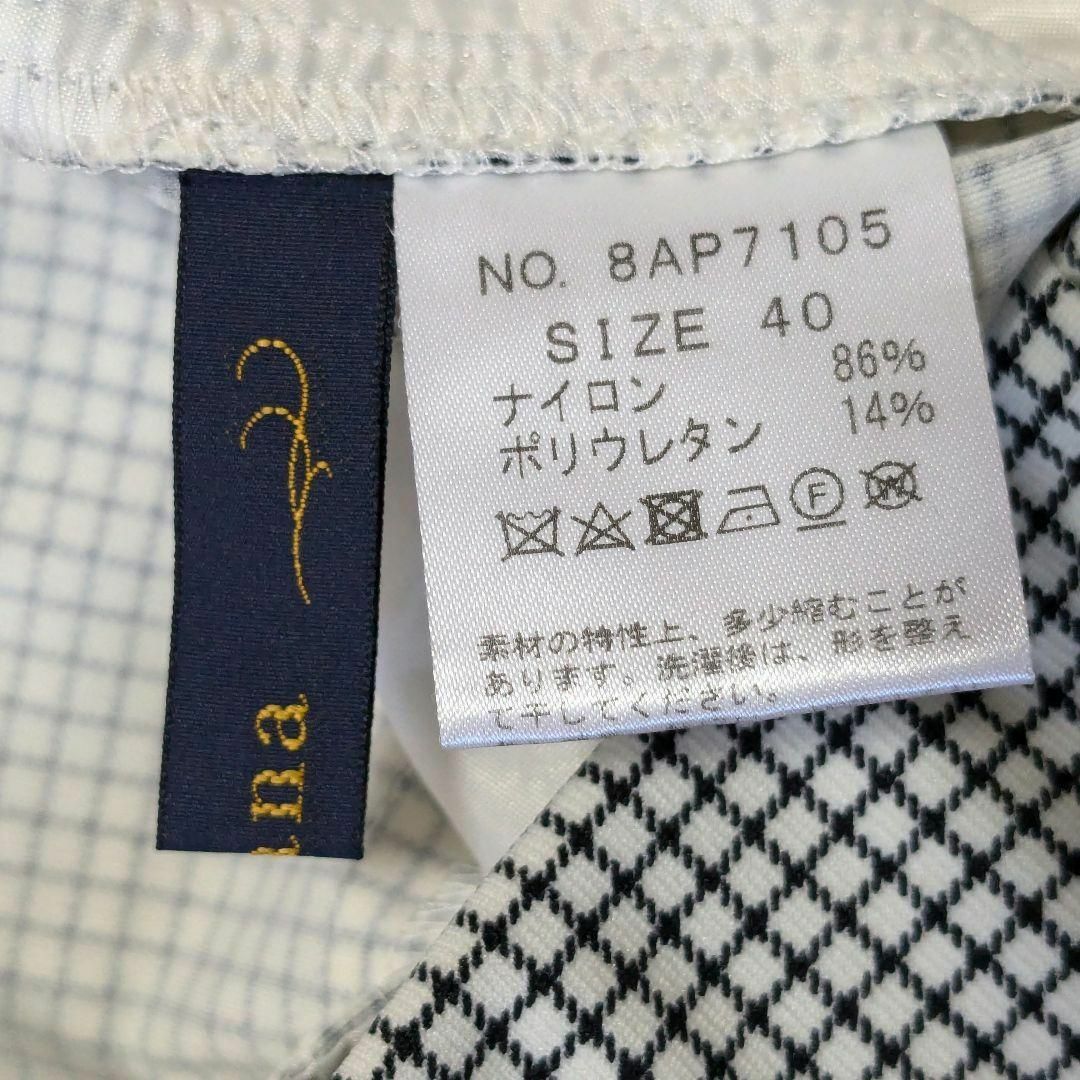 NO. 8AP7105
SIZE 40
ナイロン 86%
ポリウレタン 14%
F
W
素材の特性上、多少縮むことが
あります。洗濯後は、形を整え
て干してください。
na